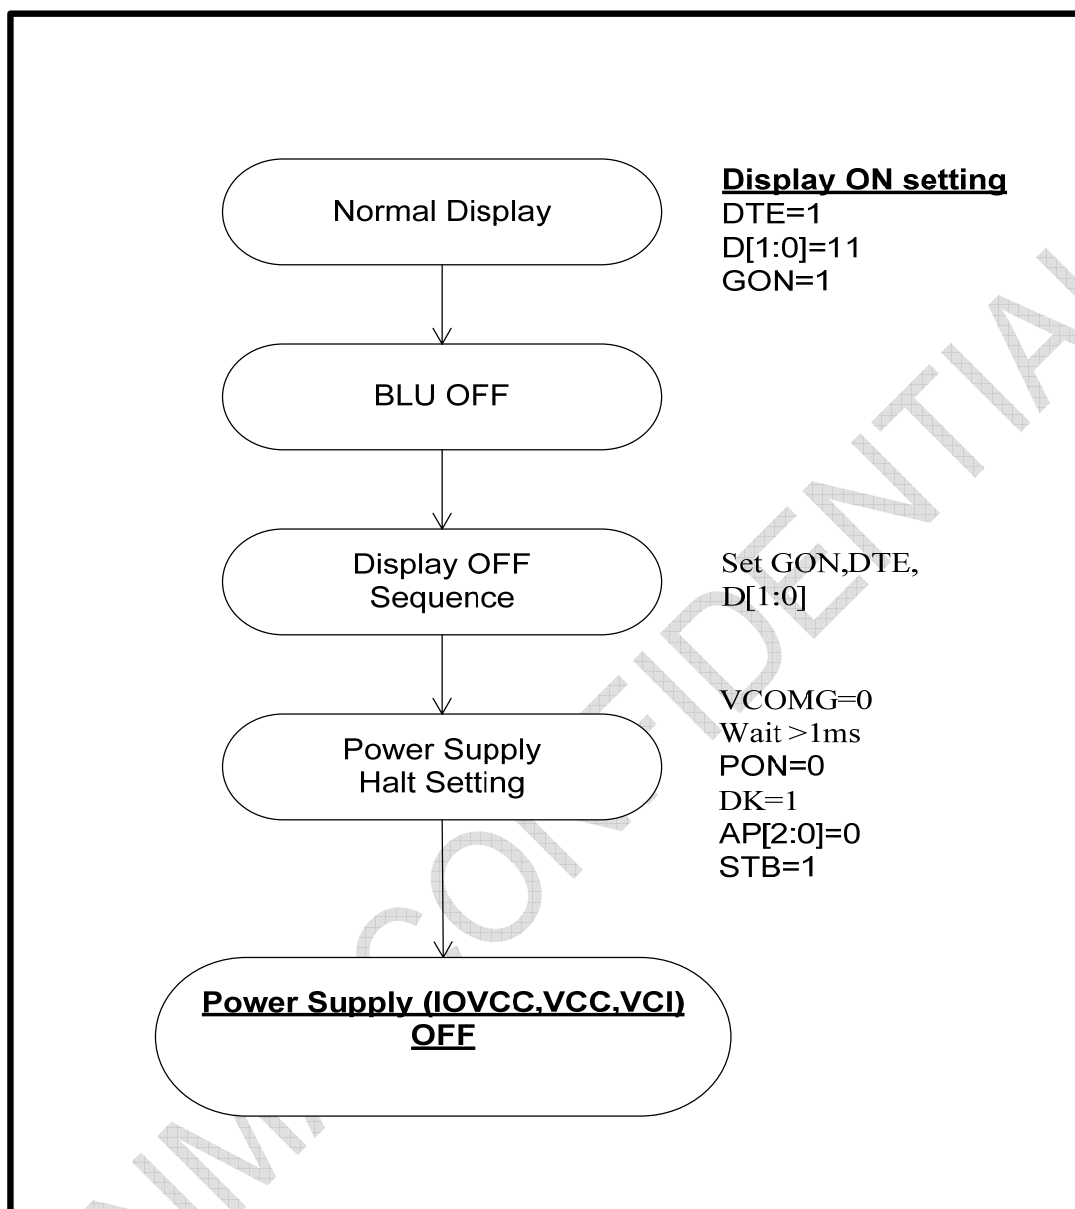 Normal Display
Display ON setting
DTE=1
D[1:0]=11
GON=1
BLU OFF
Display OFF
Sequence
Set GON,DTE,
D[1:0]
Power Supply
Halt Setting
VCOMG=0
Wait >1ms
PON=0
DK=1
AP[2:0]=0
STB=1
Power Supply (IOVCC,VCC,VCI)
OFF
CONFIDENTIAL